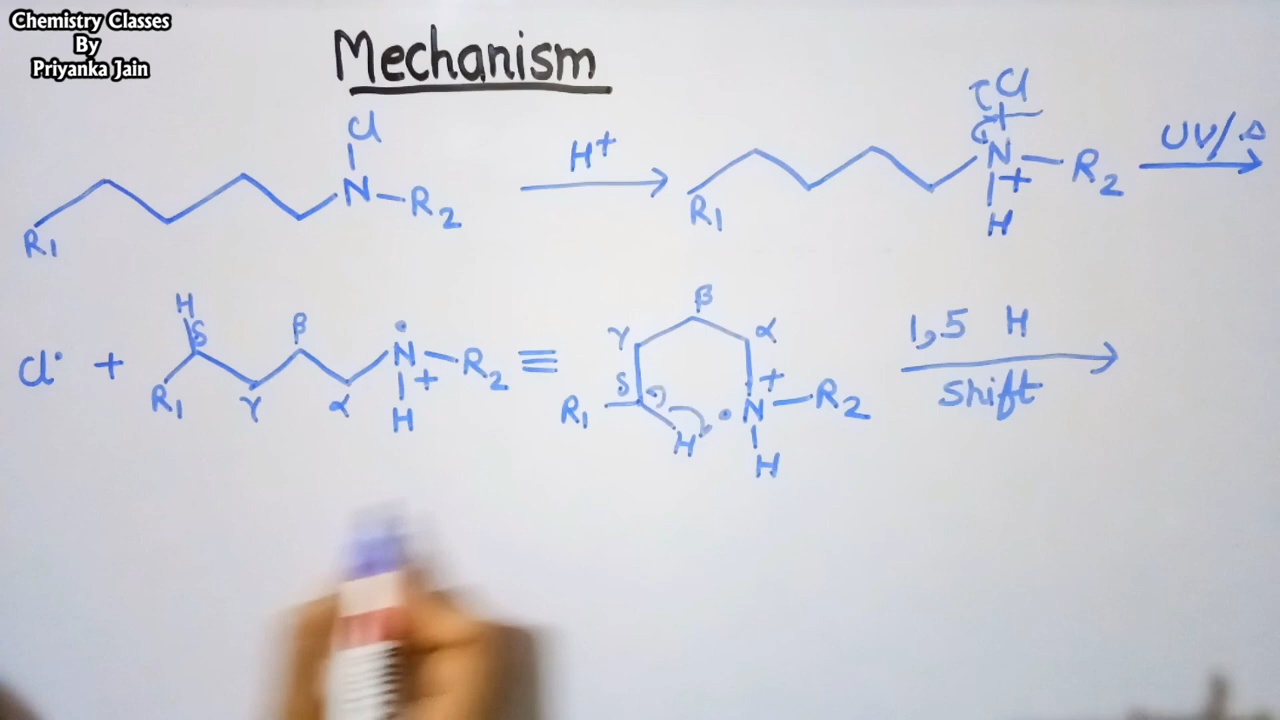 Chemistry Classes
By
Priyanka Jain
Mechanism
Cl
N R2
R1
H+
Cl
N R2
+
H
R1
UV/Δ
Cl• +
H
δ β •
N R2
+
R1 γ α H
≡
β
γ α
δ +
R1 • N R2
H
H
1,5 H
Shift